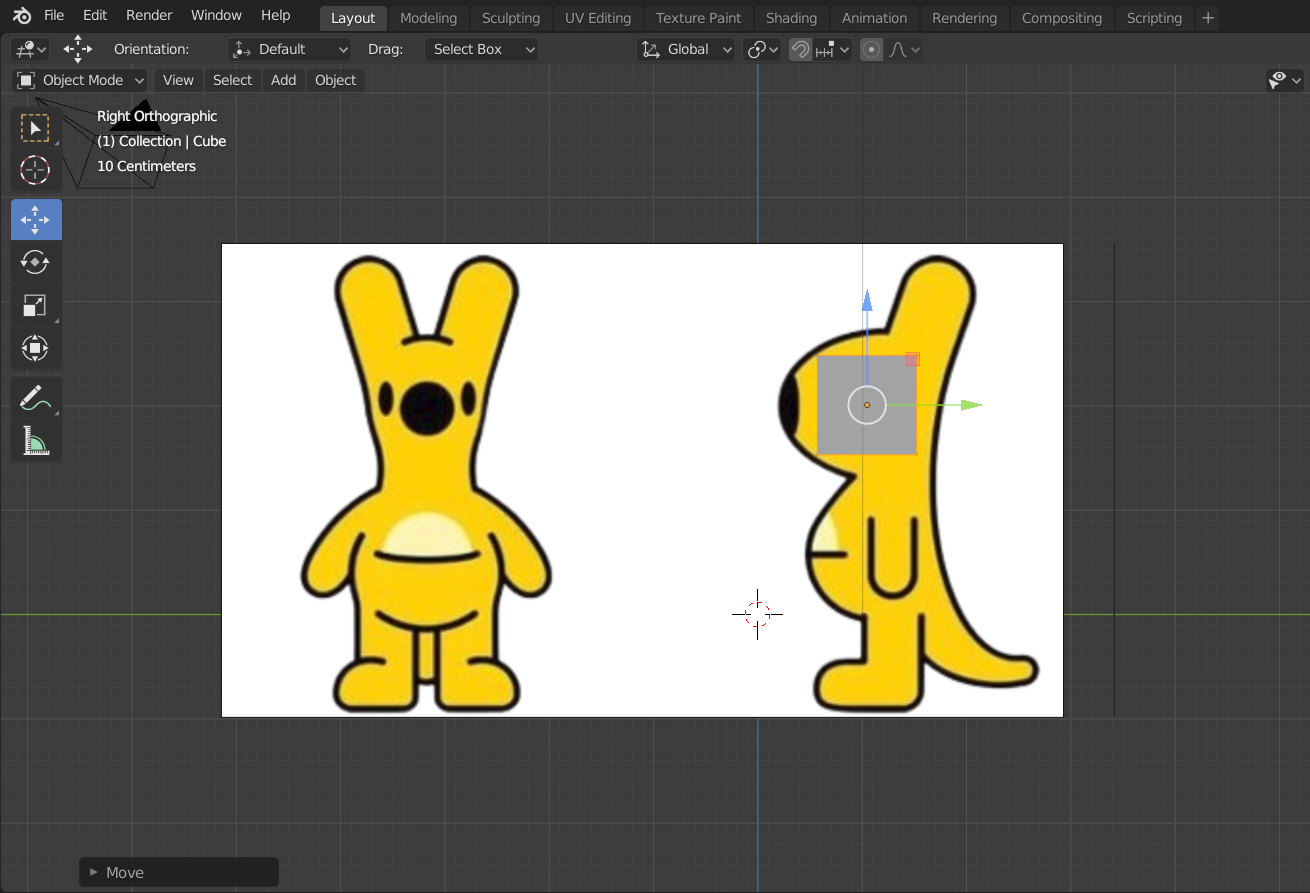 File Edit Render Window Help Layout Modeling Sculpting UV Editing Texture Paint Shading Animation Rendering Compositing Scripting +
Orientation: Default Drag: Select Box Global
Object Mode View Select Add Object
Right Orthographic
(1) Collection | Cube
10 Centimeters
Move